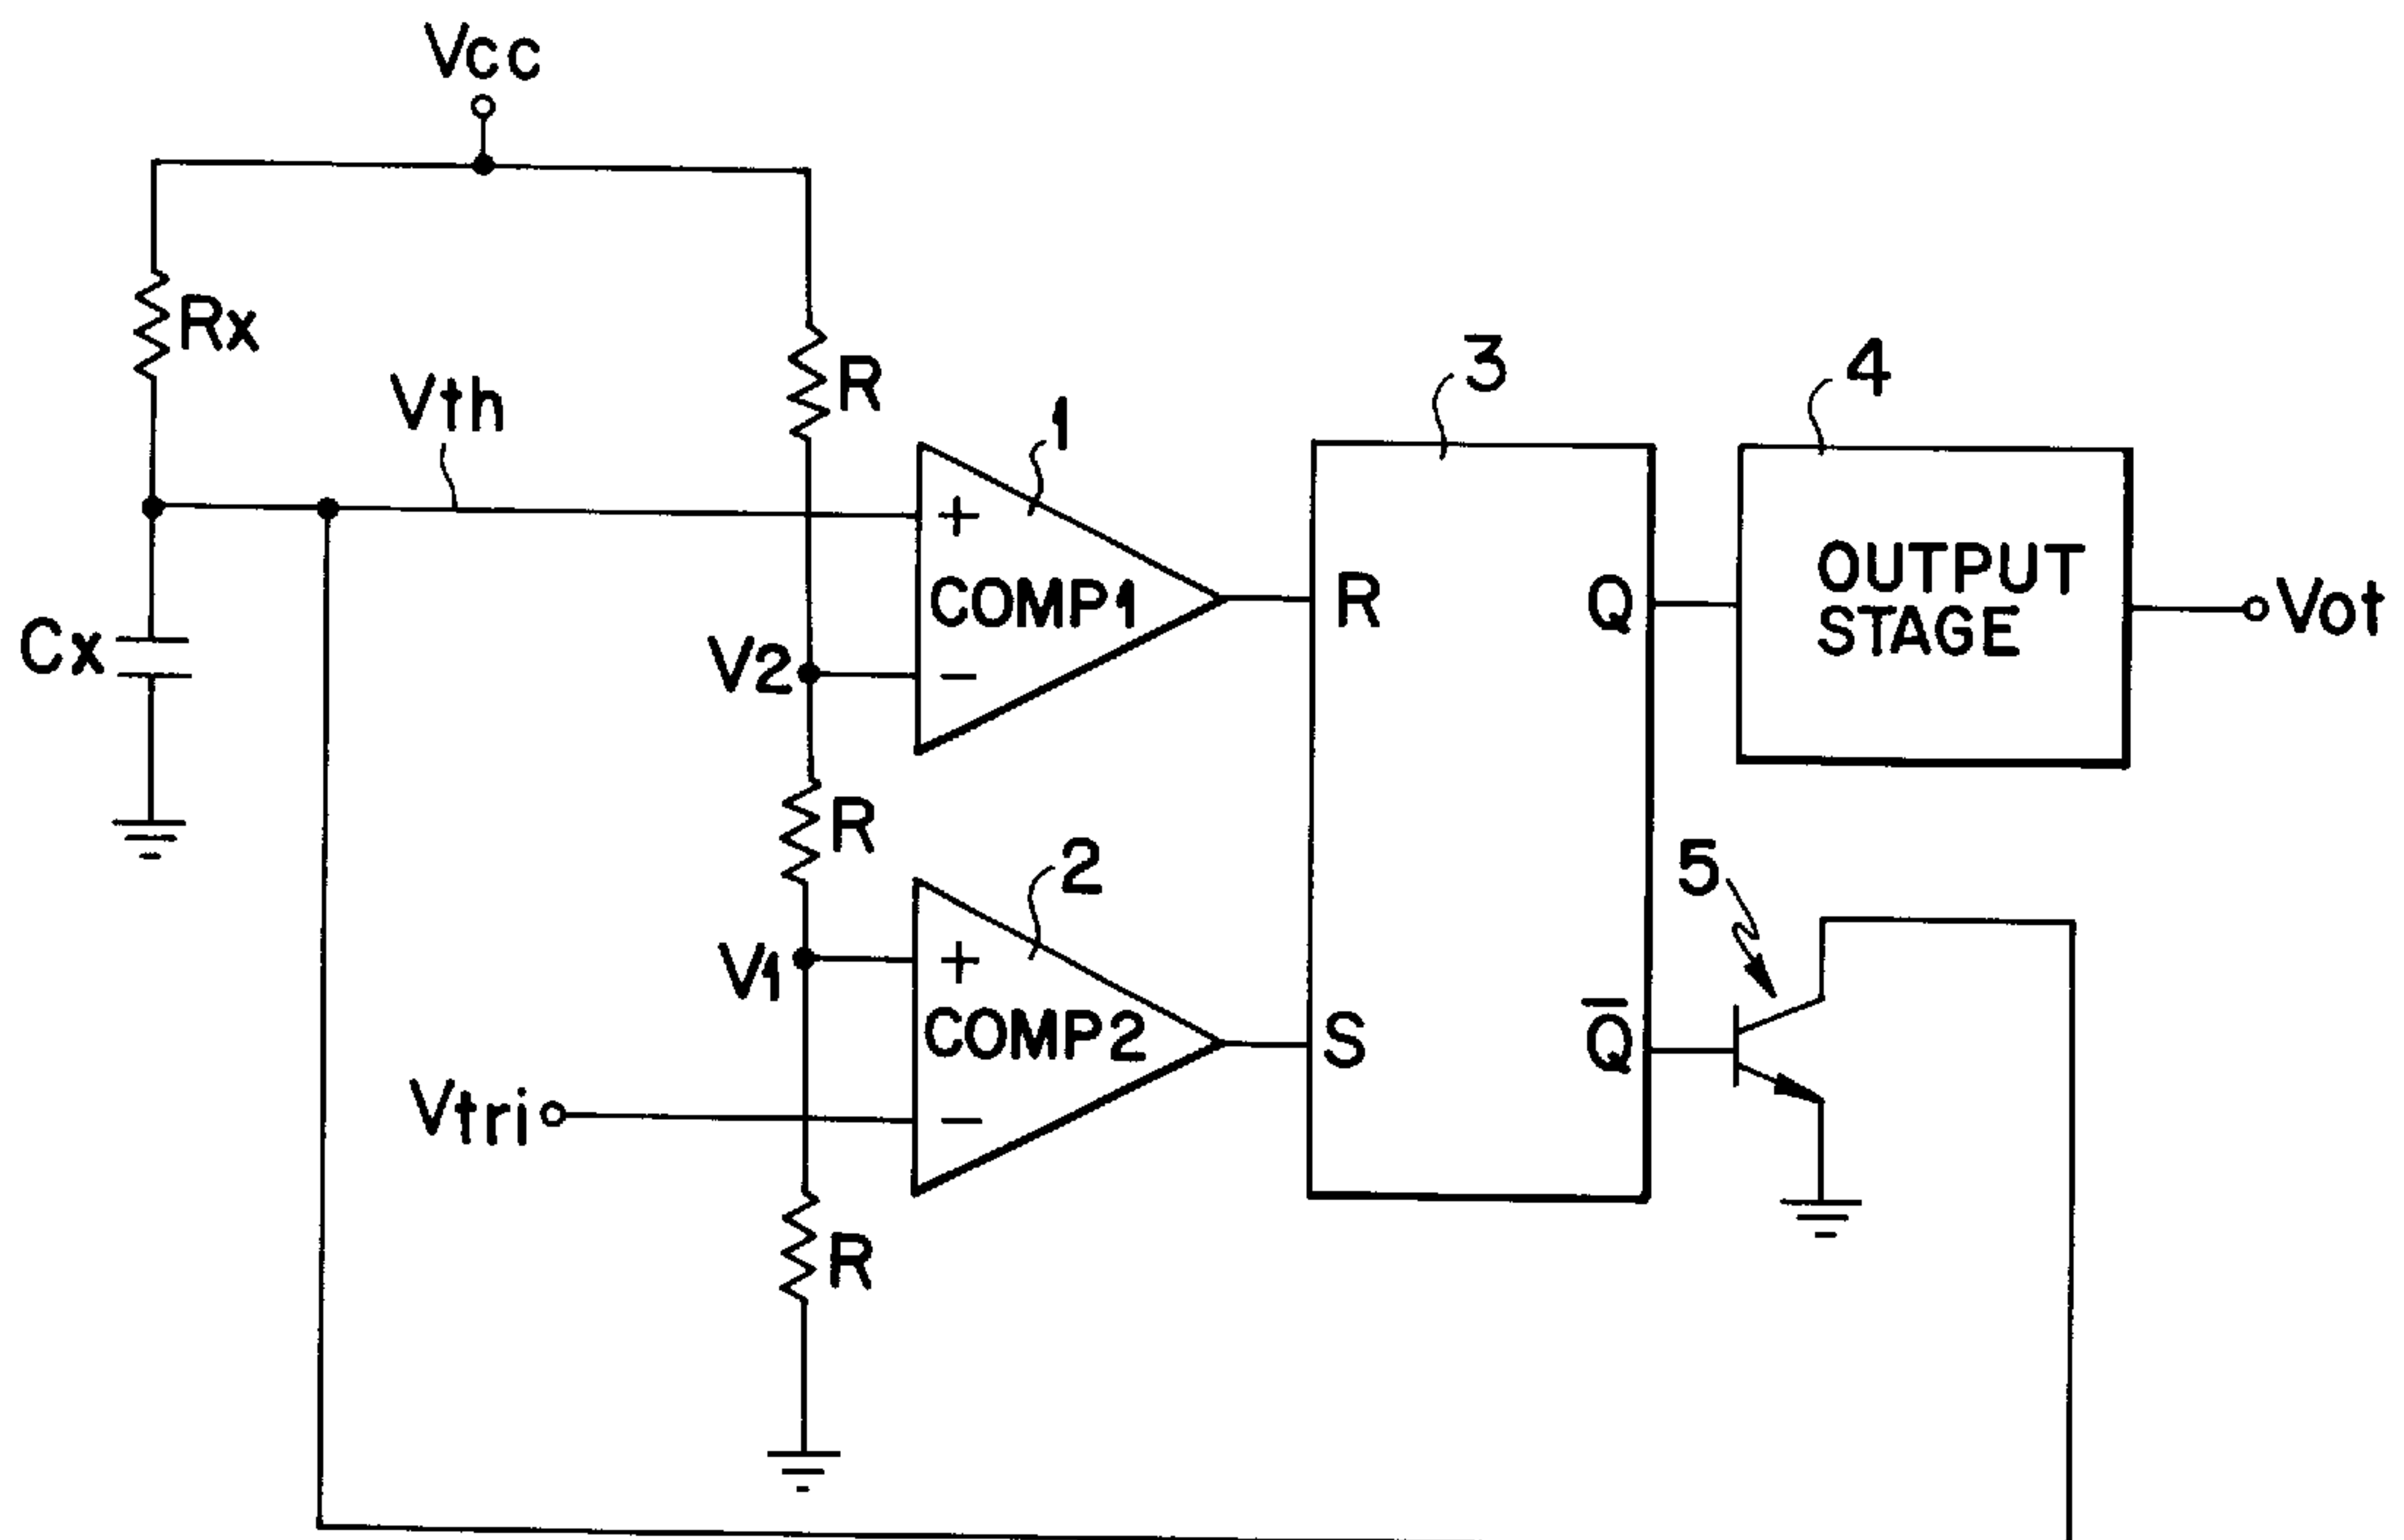 Vcc
Rx
R
Vth
1
3
4
+
COMP1
−
R
Q
OUTPUT
STAGE
Vot
Cx
V2
R
2
5
V1
+
COMP2
−
S
Q̅
Vtri
R